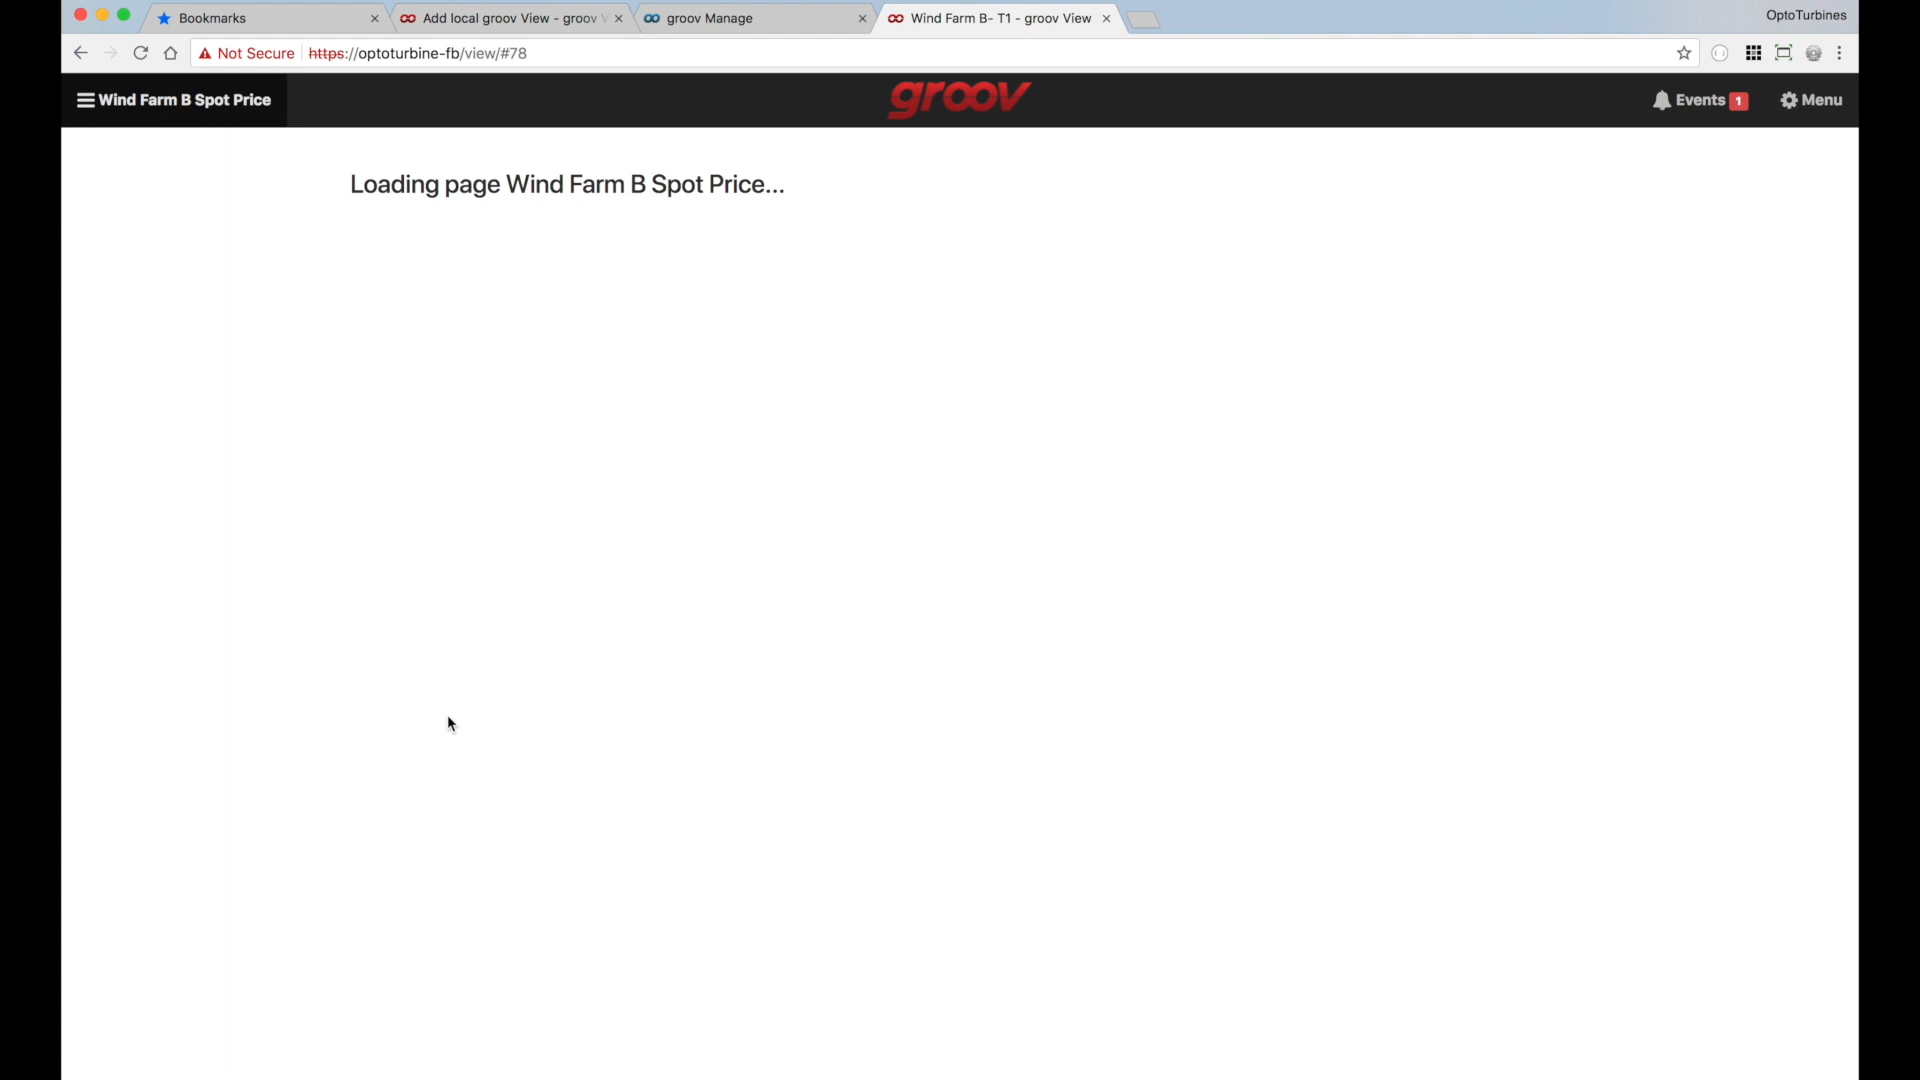 Bookmarks
Add local groov View - groov V
groov Manage
Wind Farm B- T1 - groov View
OptoTurbines
Not Secure
https://optoturbine-fb/view/#78
Wind Farm B Spot Price
groov
Events 1
Menu
Loading page Wind Farm B Spot Price...